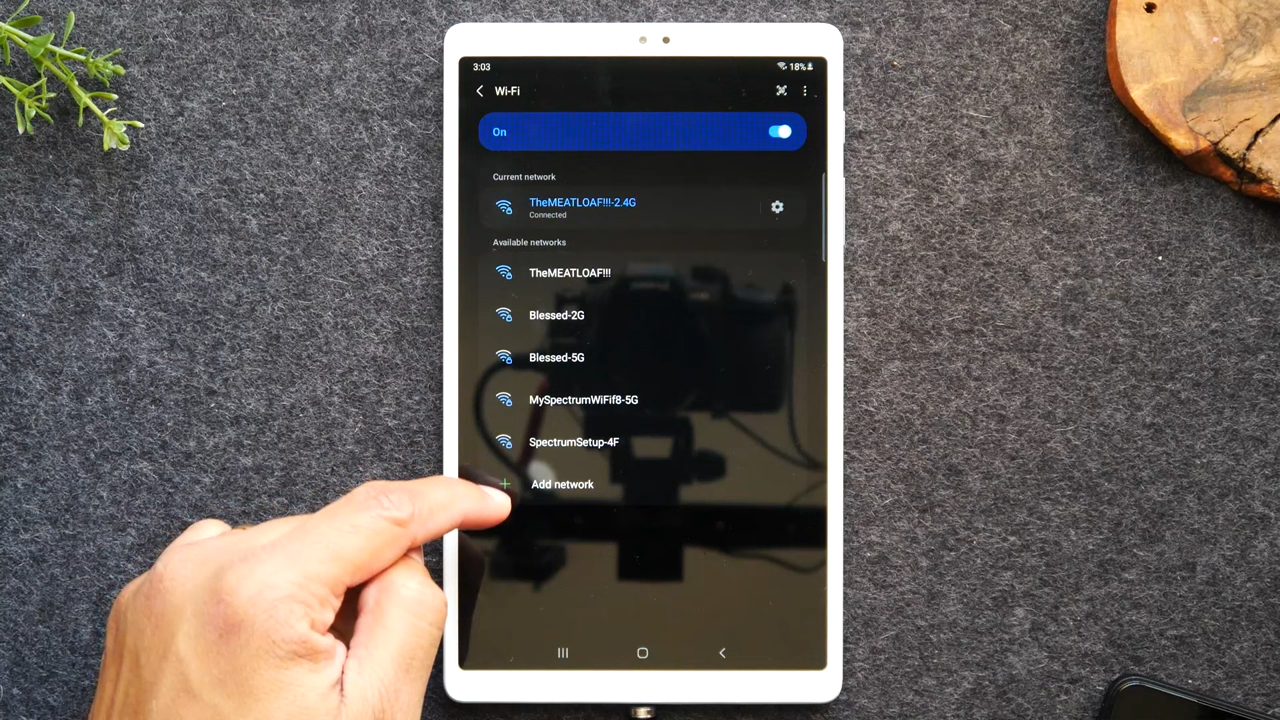 3:03 18%
Wi-Fi
On
Current network
TheMEATLOAF!!!-2.4G
Connected
Available networks
TheMEATLOAF!!!
Blessed-2G
Blessed-5G
MySpectrumWiFif8-5G
SpectrumSetup-4F
Add network